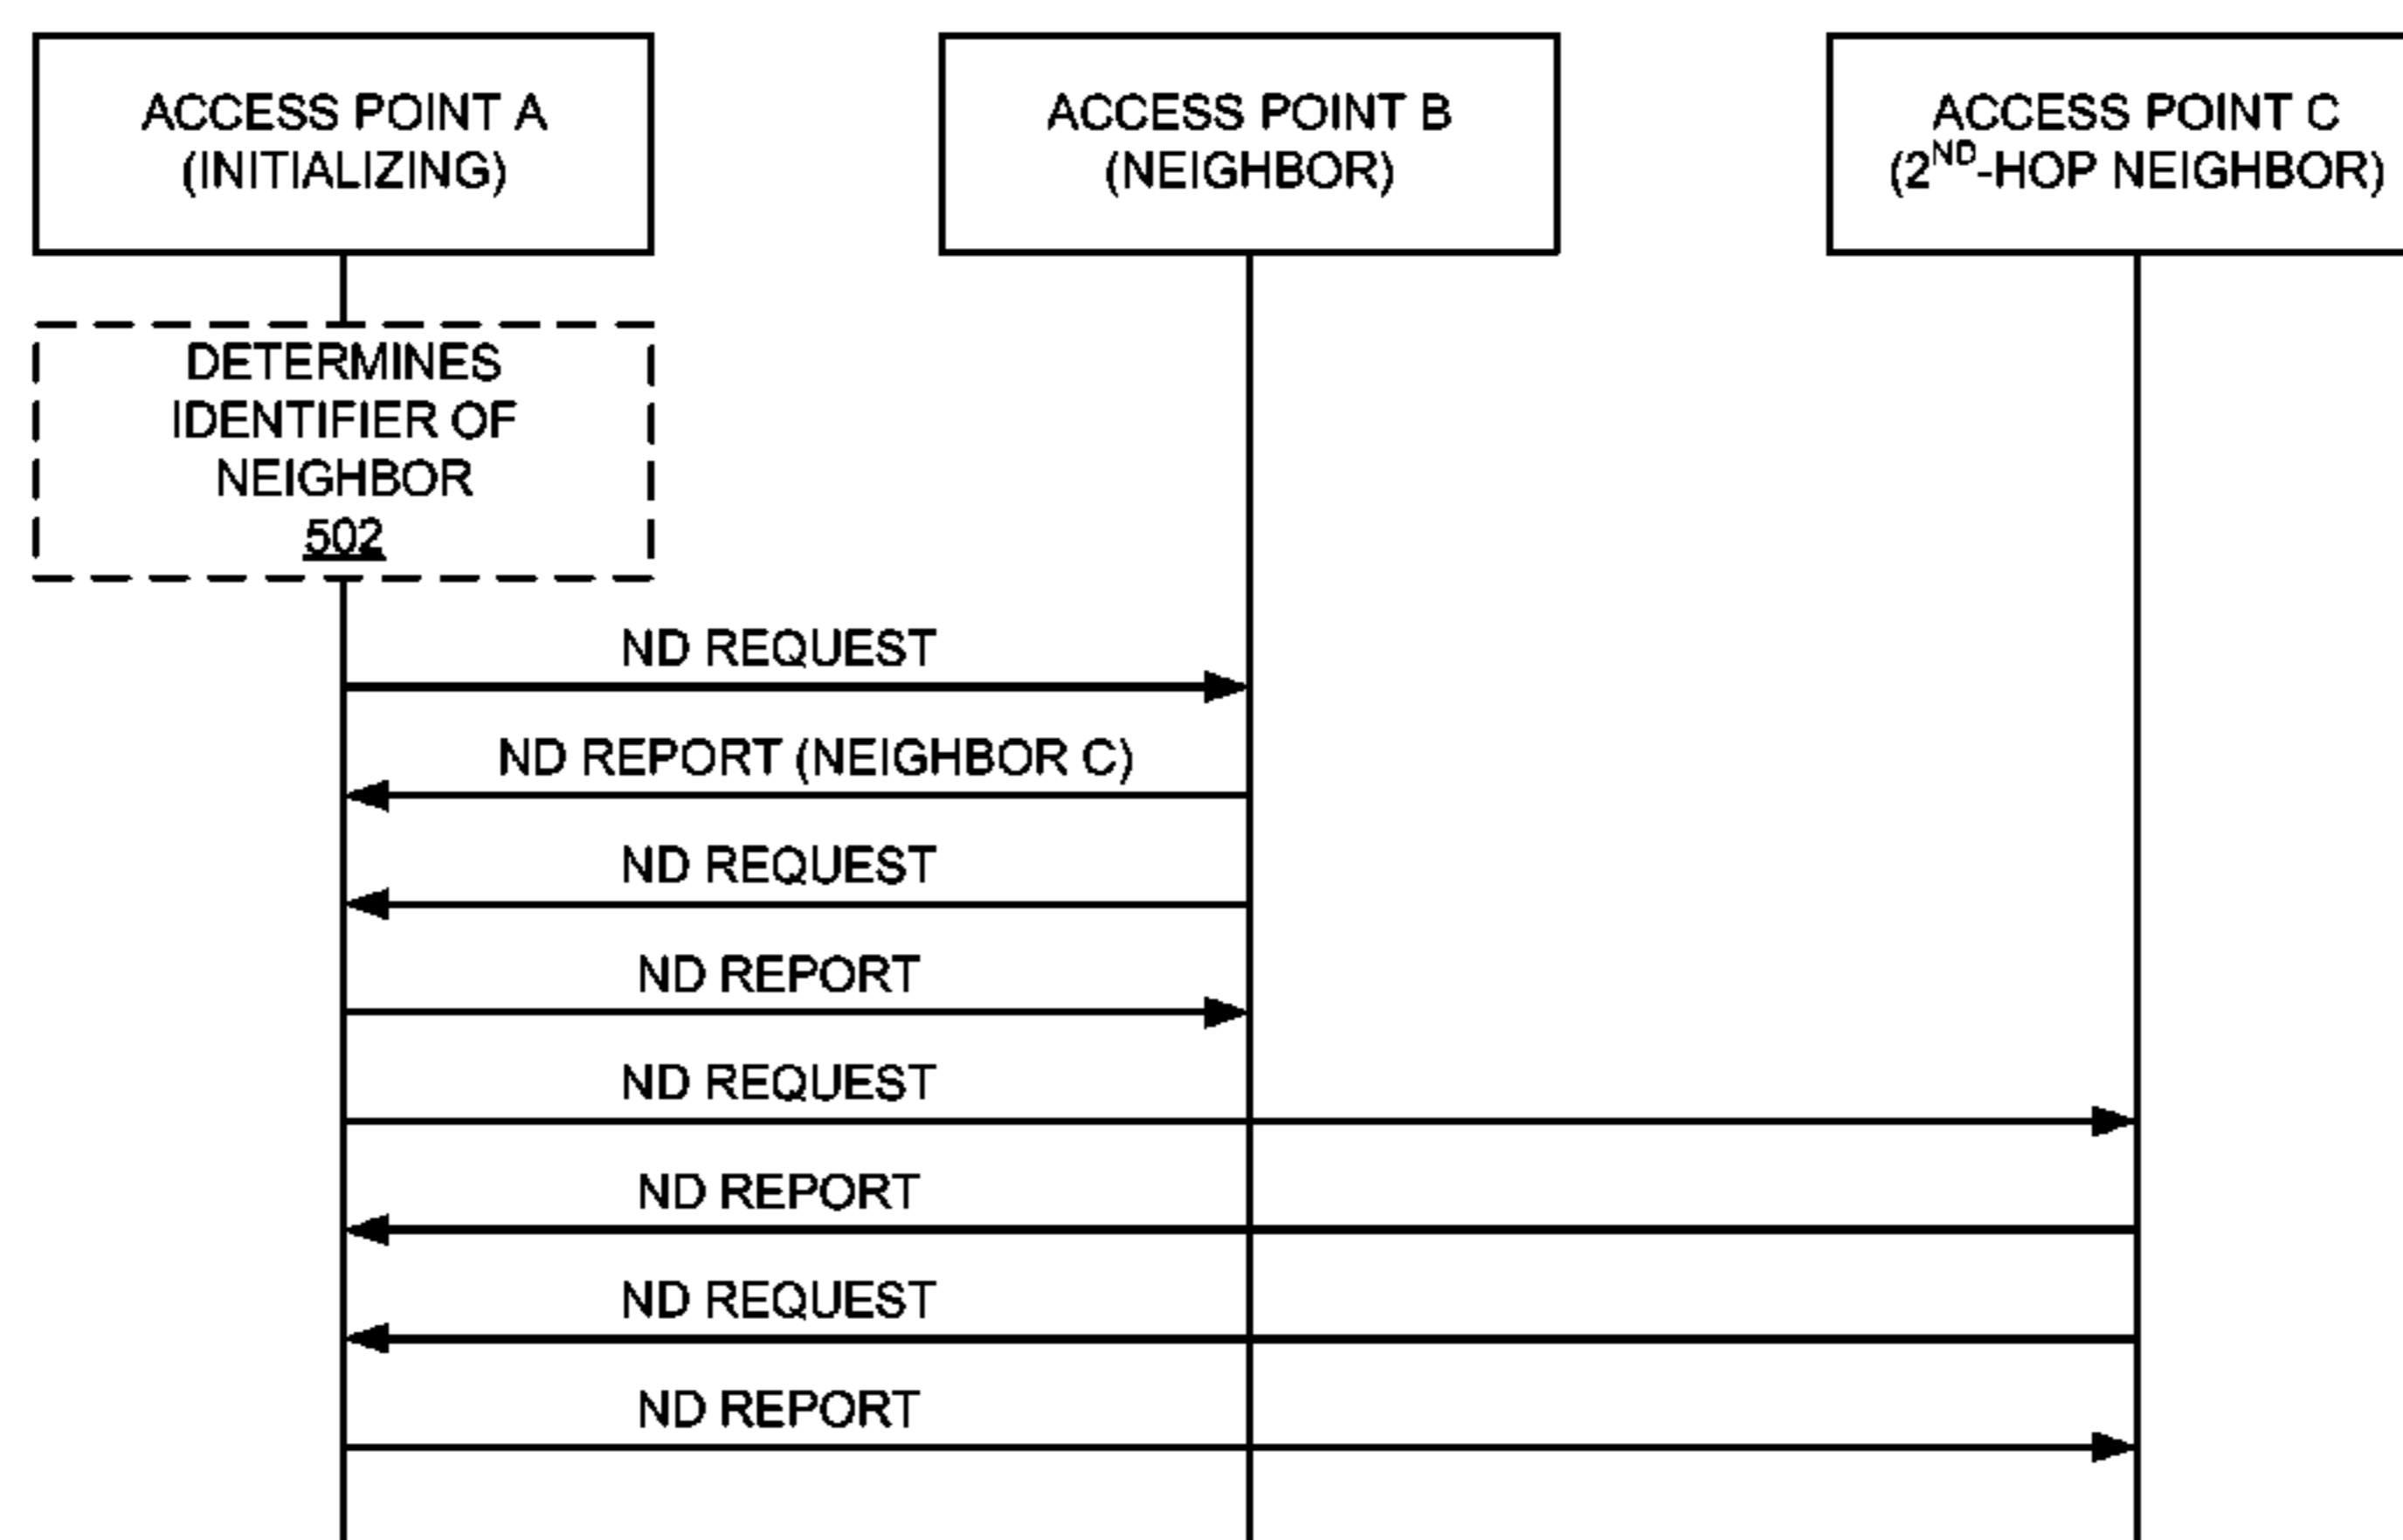 ACCESS POINT A
(INITIALIZING)
ACCESS POINT B
(NEIGHBOR)
ACCESS POINT C
(2ND-HOP NEIGHBOR)
DETERMINES
IDENTIFIER OF
NEIGHBOR
502
ND REQUEST
ND REPORT (NEIGHBOR C)
ND REQUEST
ND REPORT
ND REQUEST
ND REPORT
ND REQUEST
ND REPORT